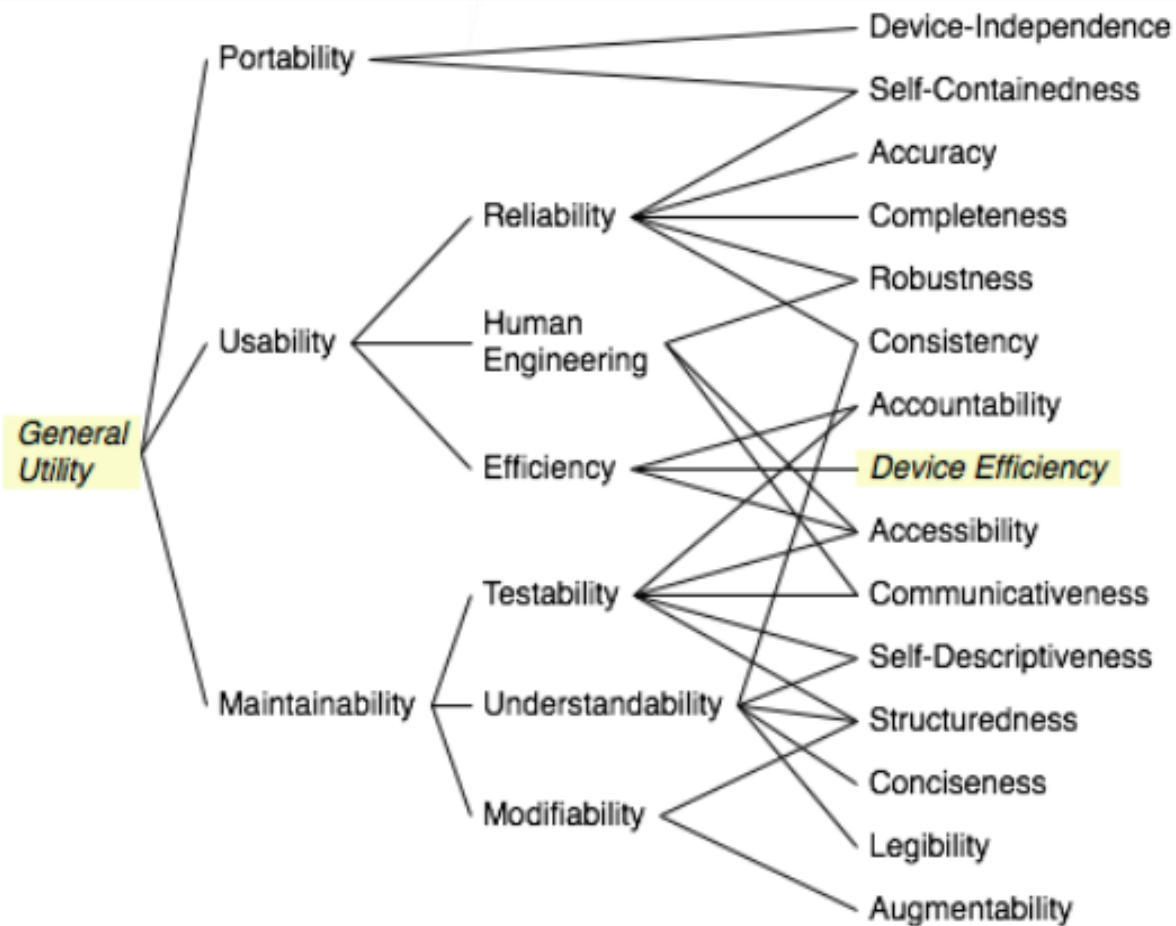 General
Utility
Portability
Usability
Maintainability
Reliability
Human
Engineering
Efficiency
Testability
Understandability
Modifiability
Device-Independence
Self-Containedness
Accuracy
Completeness
Robustness
Consistency
Accountability
Device Efficiency
Accessibility
Communicativeness
Self-Descriptiveness
Structuredness
Conciseness
Legibility
Augmentability